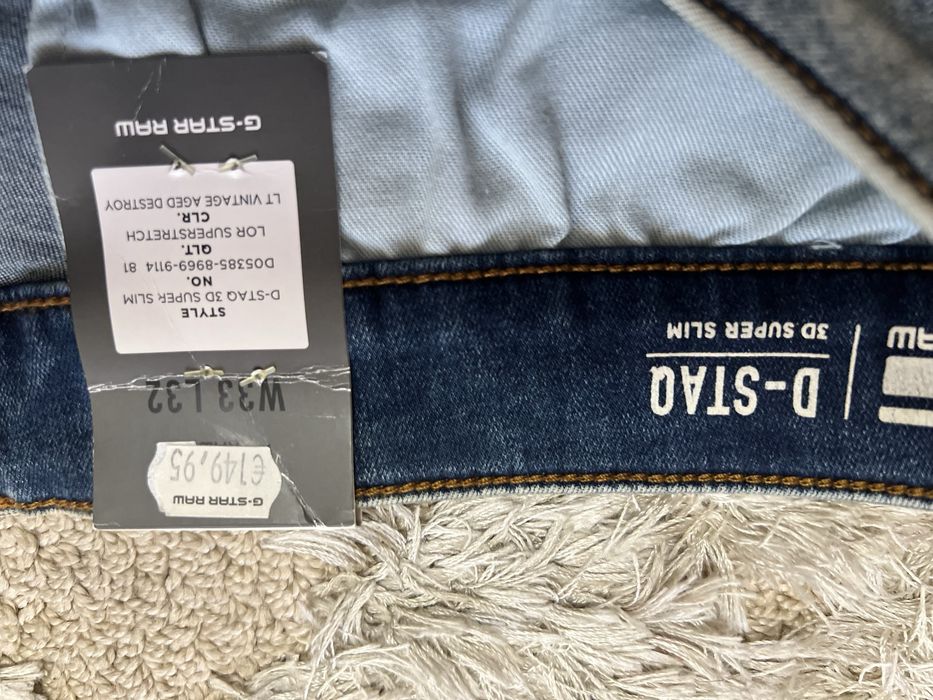 G-STAR RAW
STYLE
D-STAQ 3D SUPER SLIM
NO.
D05385-8969-9114 81
QLT.
LOR SUPERSTRETCH
CLR.
LT VINTAGE AGED DESTROY
W33 L32
G-STAR RAW
€149,95
RAW
D-STAQ
3D SUPER SLIM